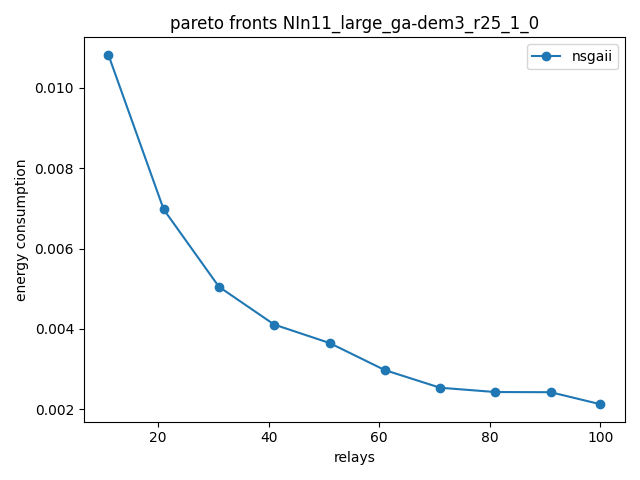 pareto fronts NIn11_large_ga-dem3_r25_1_0
nsgaii
energy consumption
0.010
0.008
0.006
0.004
0.002
20 40 60 80 100
relays